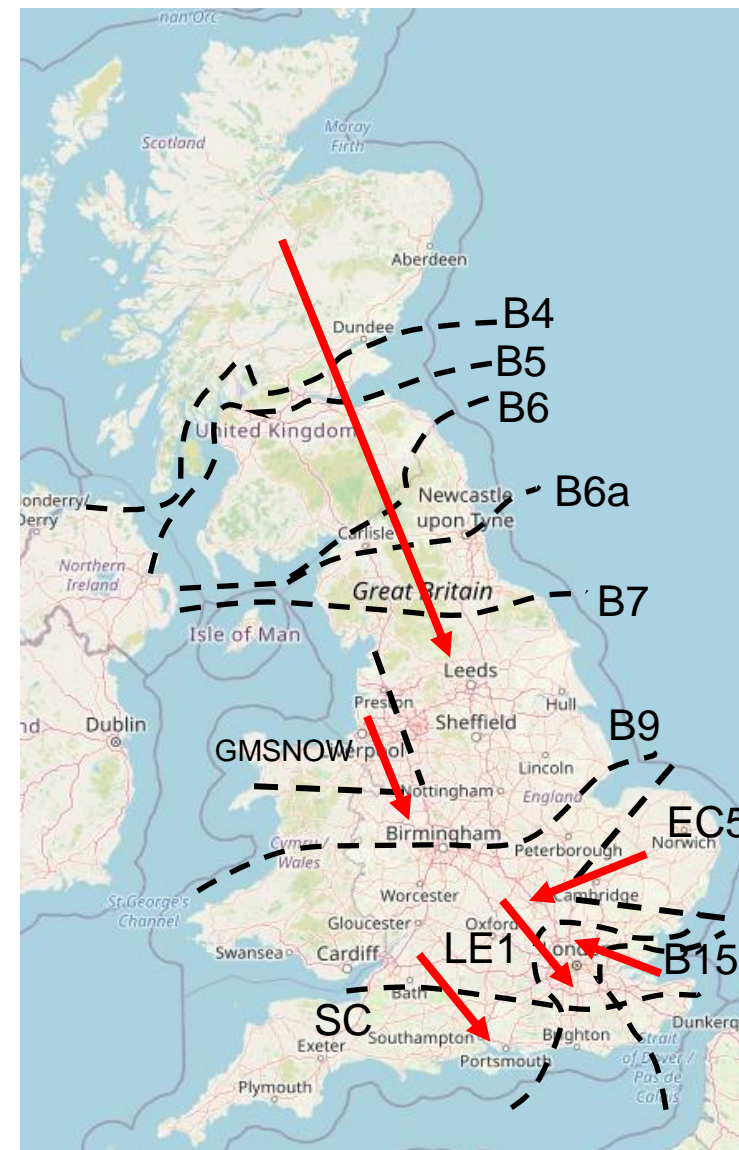 nan'Orc
Moray
Firth
Scotland
Aberdeen
B4
Dundee
B5
B6
United Kingdom
B6a
onderry/
Derry
Newcastle
upon Tyne
Carlisle
Northern
Ireland
Great Britain
B7
Isle of Man
Leeds
Preston
Hull
Dublin
Sheffield
B9
GMSNOW
Liverpool
Lincoln
Nottingham
England
EC5
Birmingham
Norwich
Cymru /
Wales
Peterborough
Worcester
Cambridge
St George's
Channel
Gloucester
Oxford
LE1
Swansea
Cardiff
B15
Bath
SC
Dunkerq
Southampton
Brighton
Strait
of Dover /
Pas de
Calais
Exeter
Portsmouth
Plymouth